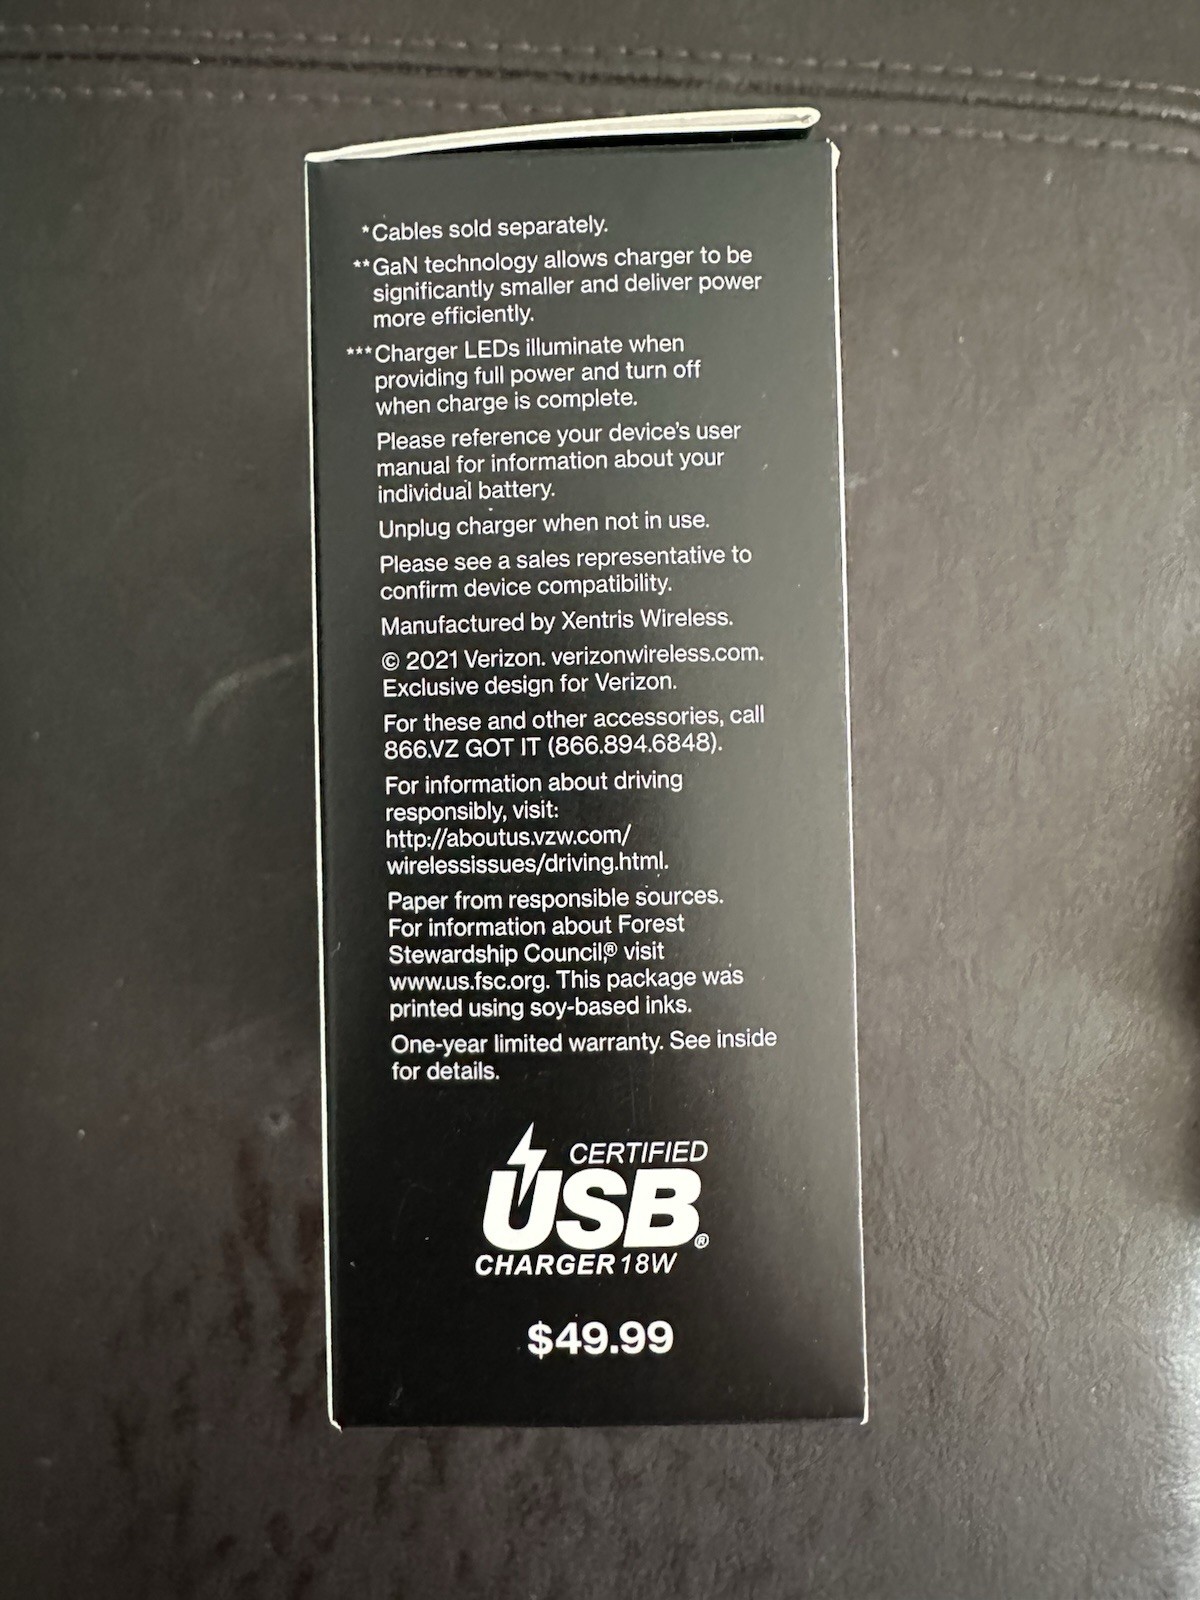 *Cables sold separately.
**GaN technology allows charger to be
significantly smaller and deliver power
more efficiently.
***Charger LEDs illuminate when
providing full power and turn off
when charge is complete.
Please reference your device's user
manual for information about your
individual battery.
Unplug charger when not in use.
Please see a sales representative to
confirm device compatibility.
Manufactured by Xentris Wireless.
© 2021 Verizon. verizonwireless.com.
Exclusive design for Verizon.
For these and other accessories, call
866.VZ GOT IT (866.894.6848).
For information about driving
responsibly, visit:
http://aboutus.vzw.com/
wirelessissues/driving.html.
Paper from responsible sources.
For information about Forest
Stewardship Council,® visit
www.us.fsc.org. This package was
printed using soy-based inks.
One-year limited warranty. See inside
for details.
CERTIFIED
USB®
CHARGER 18W
$49.99